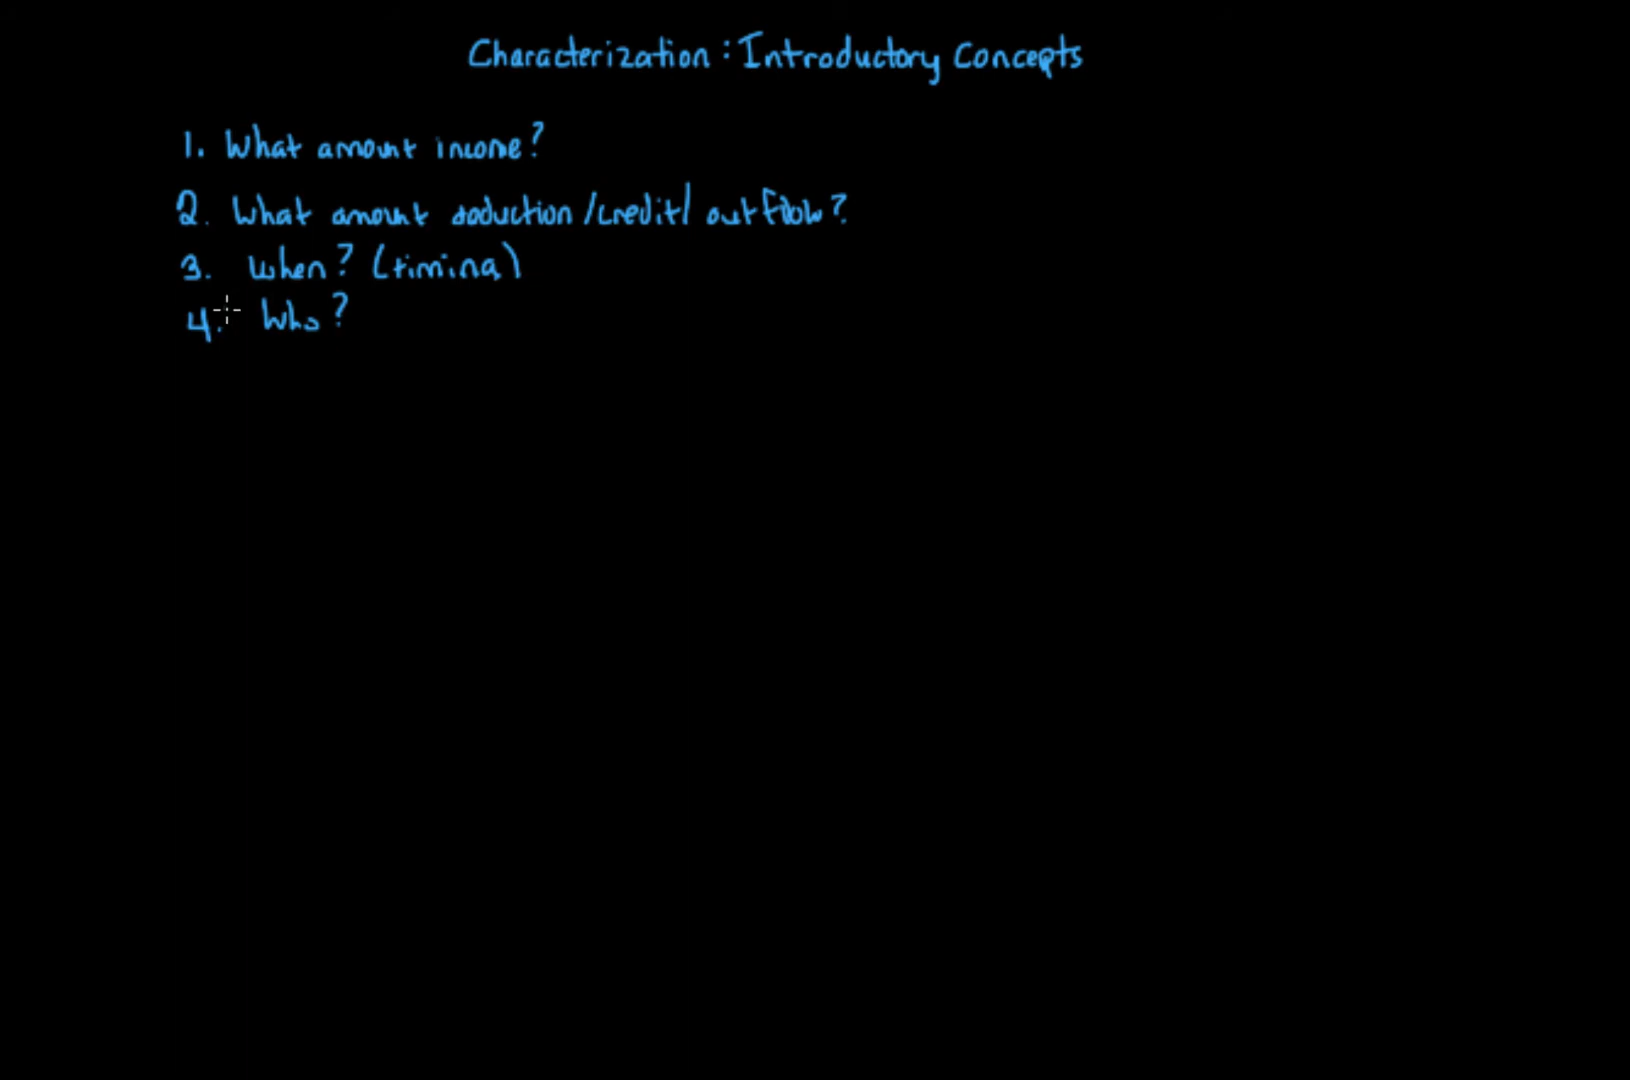 Characterization: Introductory Concepts
1. What amount income?
2. What amount deduction/credit/outflow?
3. When? (timing)
4. Who?